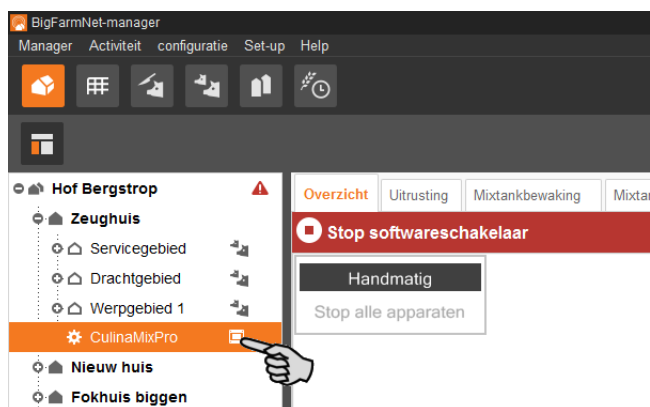 BigFarmNet-manager
Manager Activiteit configuratie Set-up Help
Hof Bergstrop
Zeughuis
Servicegebied
Drachtgebied
Werpgebied 1
CulinaMixPro
Nieuw huis
Fokhuis biggen
Overzicht Uitrusting Mixtankbewaking Mixta
Stop softwareschakelaar
Handmatig
Stop alle apparaten